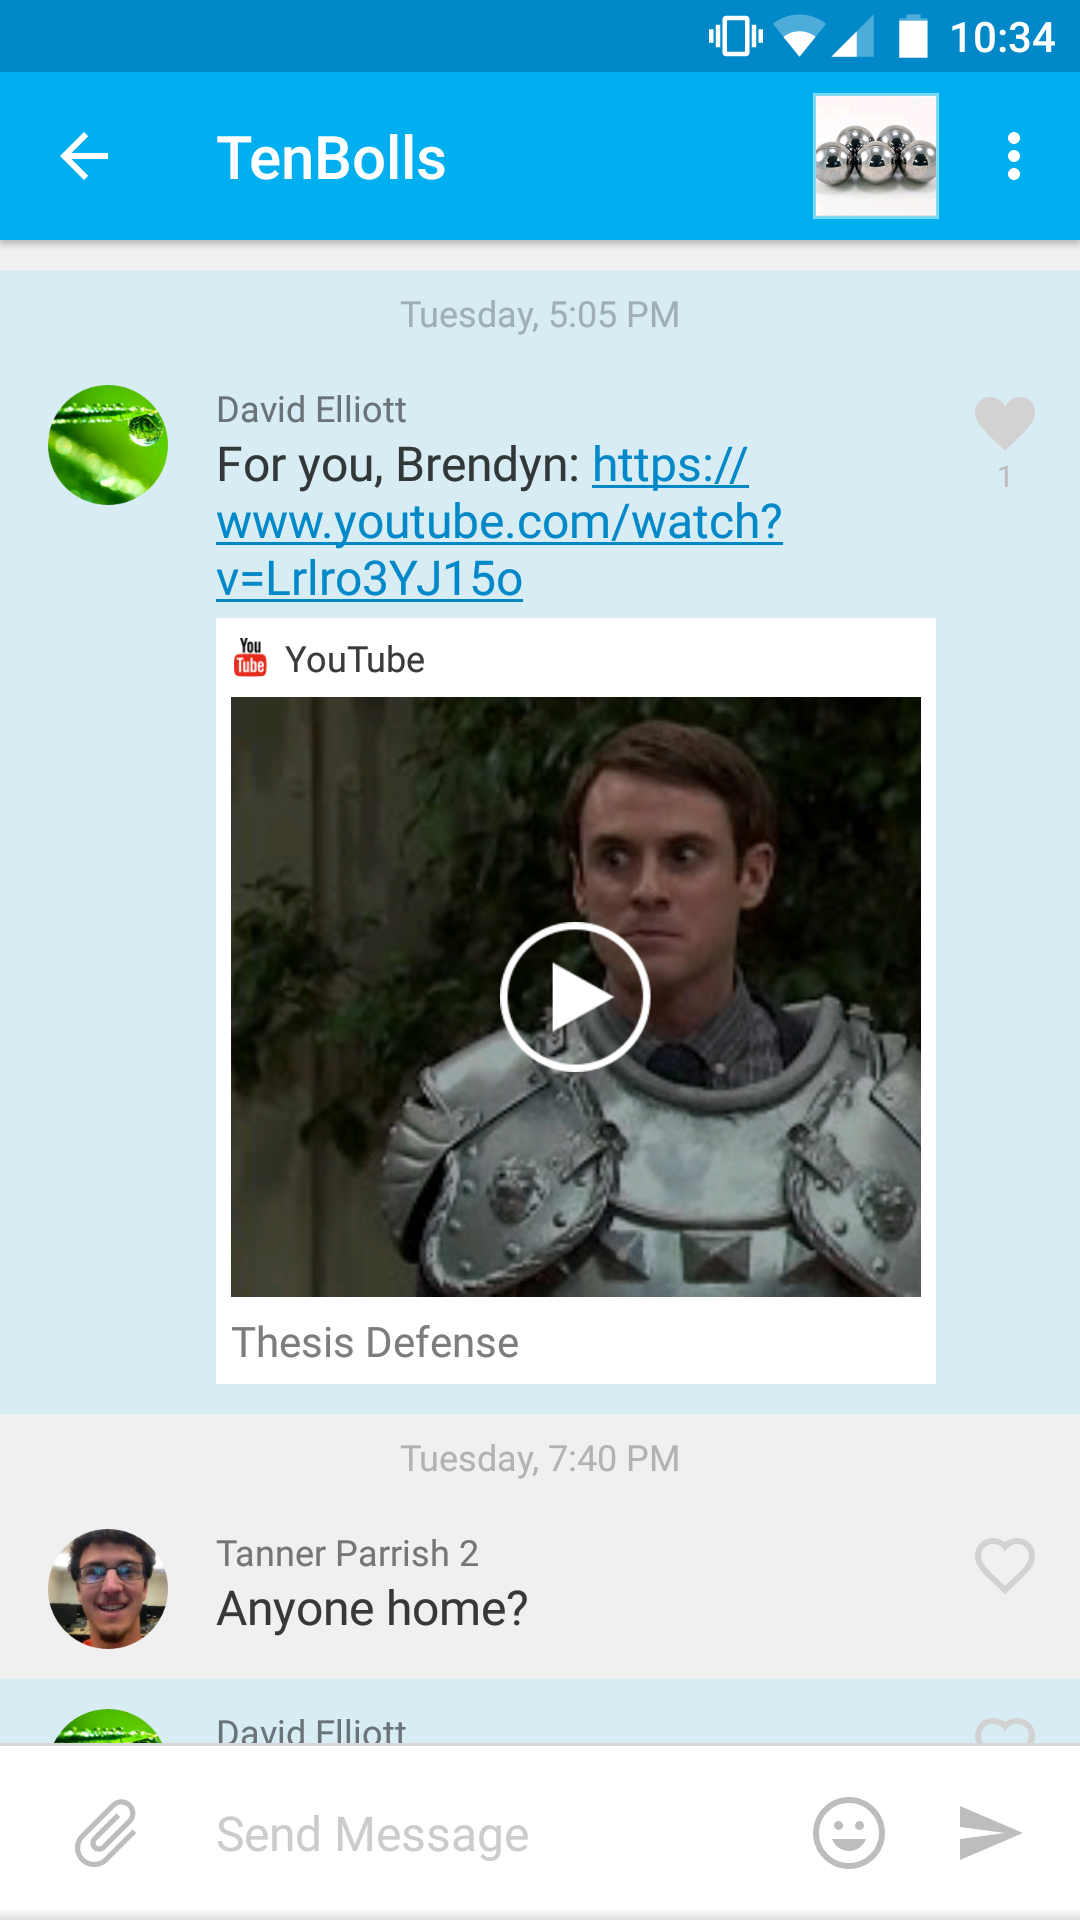 10:34
TenBolls
Tuesday, 5:05 PM
David Elliott
For you, Brendyn: https://
www.youtube.com/watch?
v=Lrlro3YJ15o
1
You
Tube
YouTube
Thesis Defense
Tuesday, 7:40 PM
Tanner Parrish 2
Anyone home?
David Elliott
Send Message